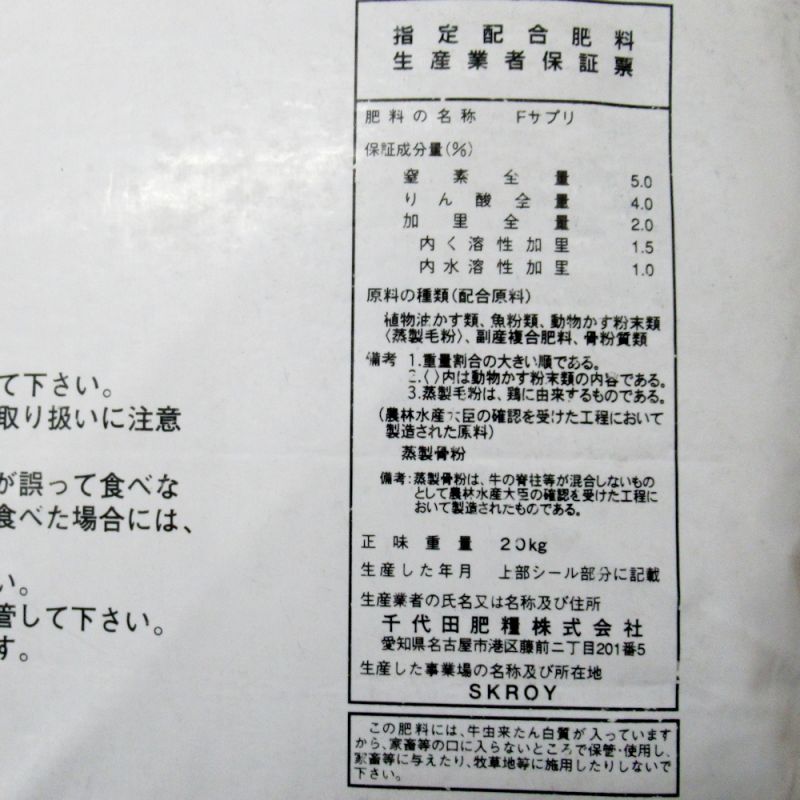 指定配合肥料
生産業者保証票
肥料の名称 Fサプリ
保証成分量(%)
窒素全量 5.0
りん酸全量 4.0
加里全量 2.0
内く溶性加里 1.5
内水溶性加里 1.0
原料の種類(配合原料)
植物油かす類、魚粉類、動物かす粉末類
〈蒸製毛粉〉、副産複合肥料、骨粉質類
備考 1.重量割合の大きい順である。
2.〈〉内は動物かす粉末類の内容である。
3.蒸製毛粉は、鶏に由来するものである。
(農林水産大臣の確認を受けた工程において
製造された原料)
蒸製骨粉
備考:蒸製骨粉は、牛の脊柱等が混合しないもの
として農林水産大臣の確認を受けた工程に
おいて製造されたものである。
正味重量 20kg
生産した年月 上部シール部分に記載
生産業者の氏名又は名称及び住所
千代田肥糧株式会社
愛知県名古屋市港区藤前二丁目201番5
生産した事業場の名称及び所在地
SKROY
この肥料には、牛由来たん白質が入っています
から、家畜等の口に入らないところで保管・使用し、
家畜等に与えたり、牧草地等に施用したりしないで
下さい。
て下さい。
取り扱いに注意
が誤って食べな
食べた場合には、
い。
管して下さい。
す。